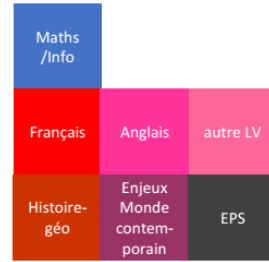 Maths
/Info
Français
Anglais
autre LV
Histoire-
géo
Enjeux
Monde
contem-
porain
EPS